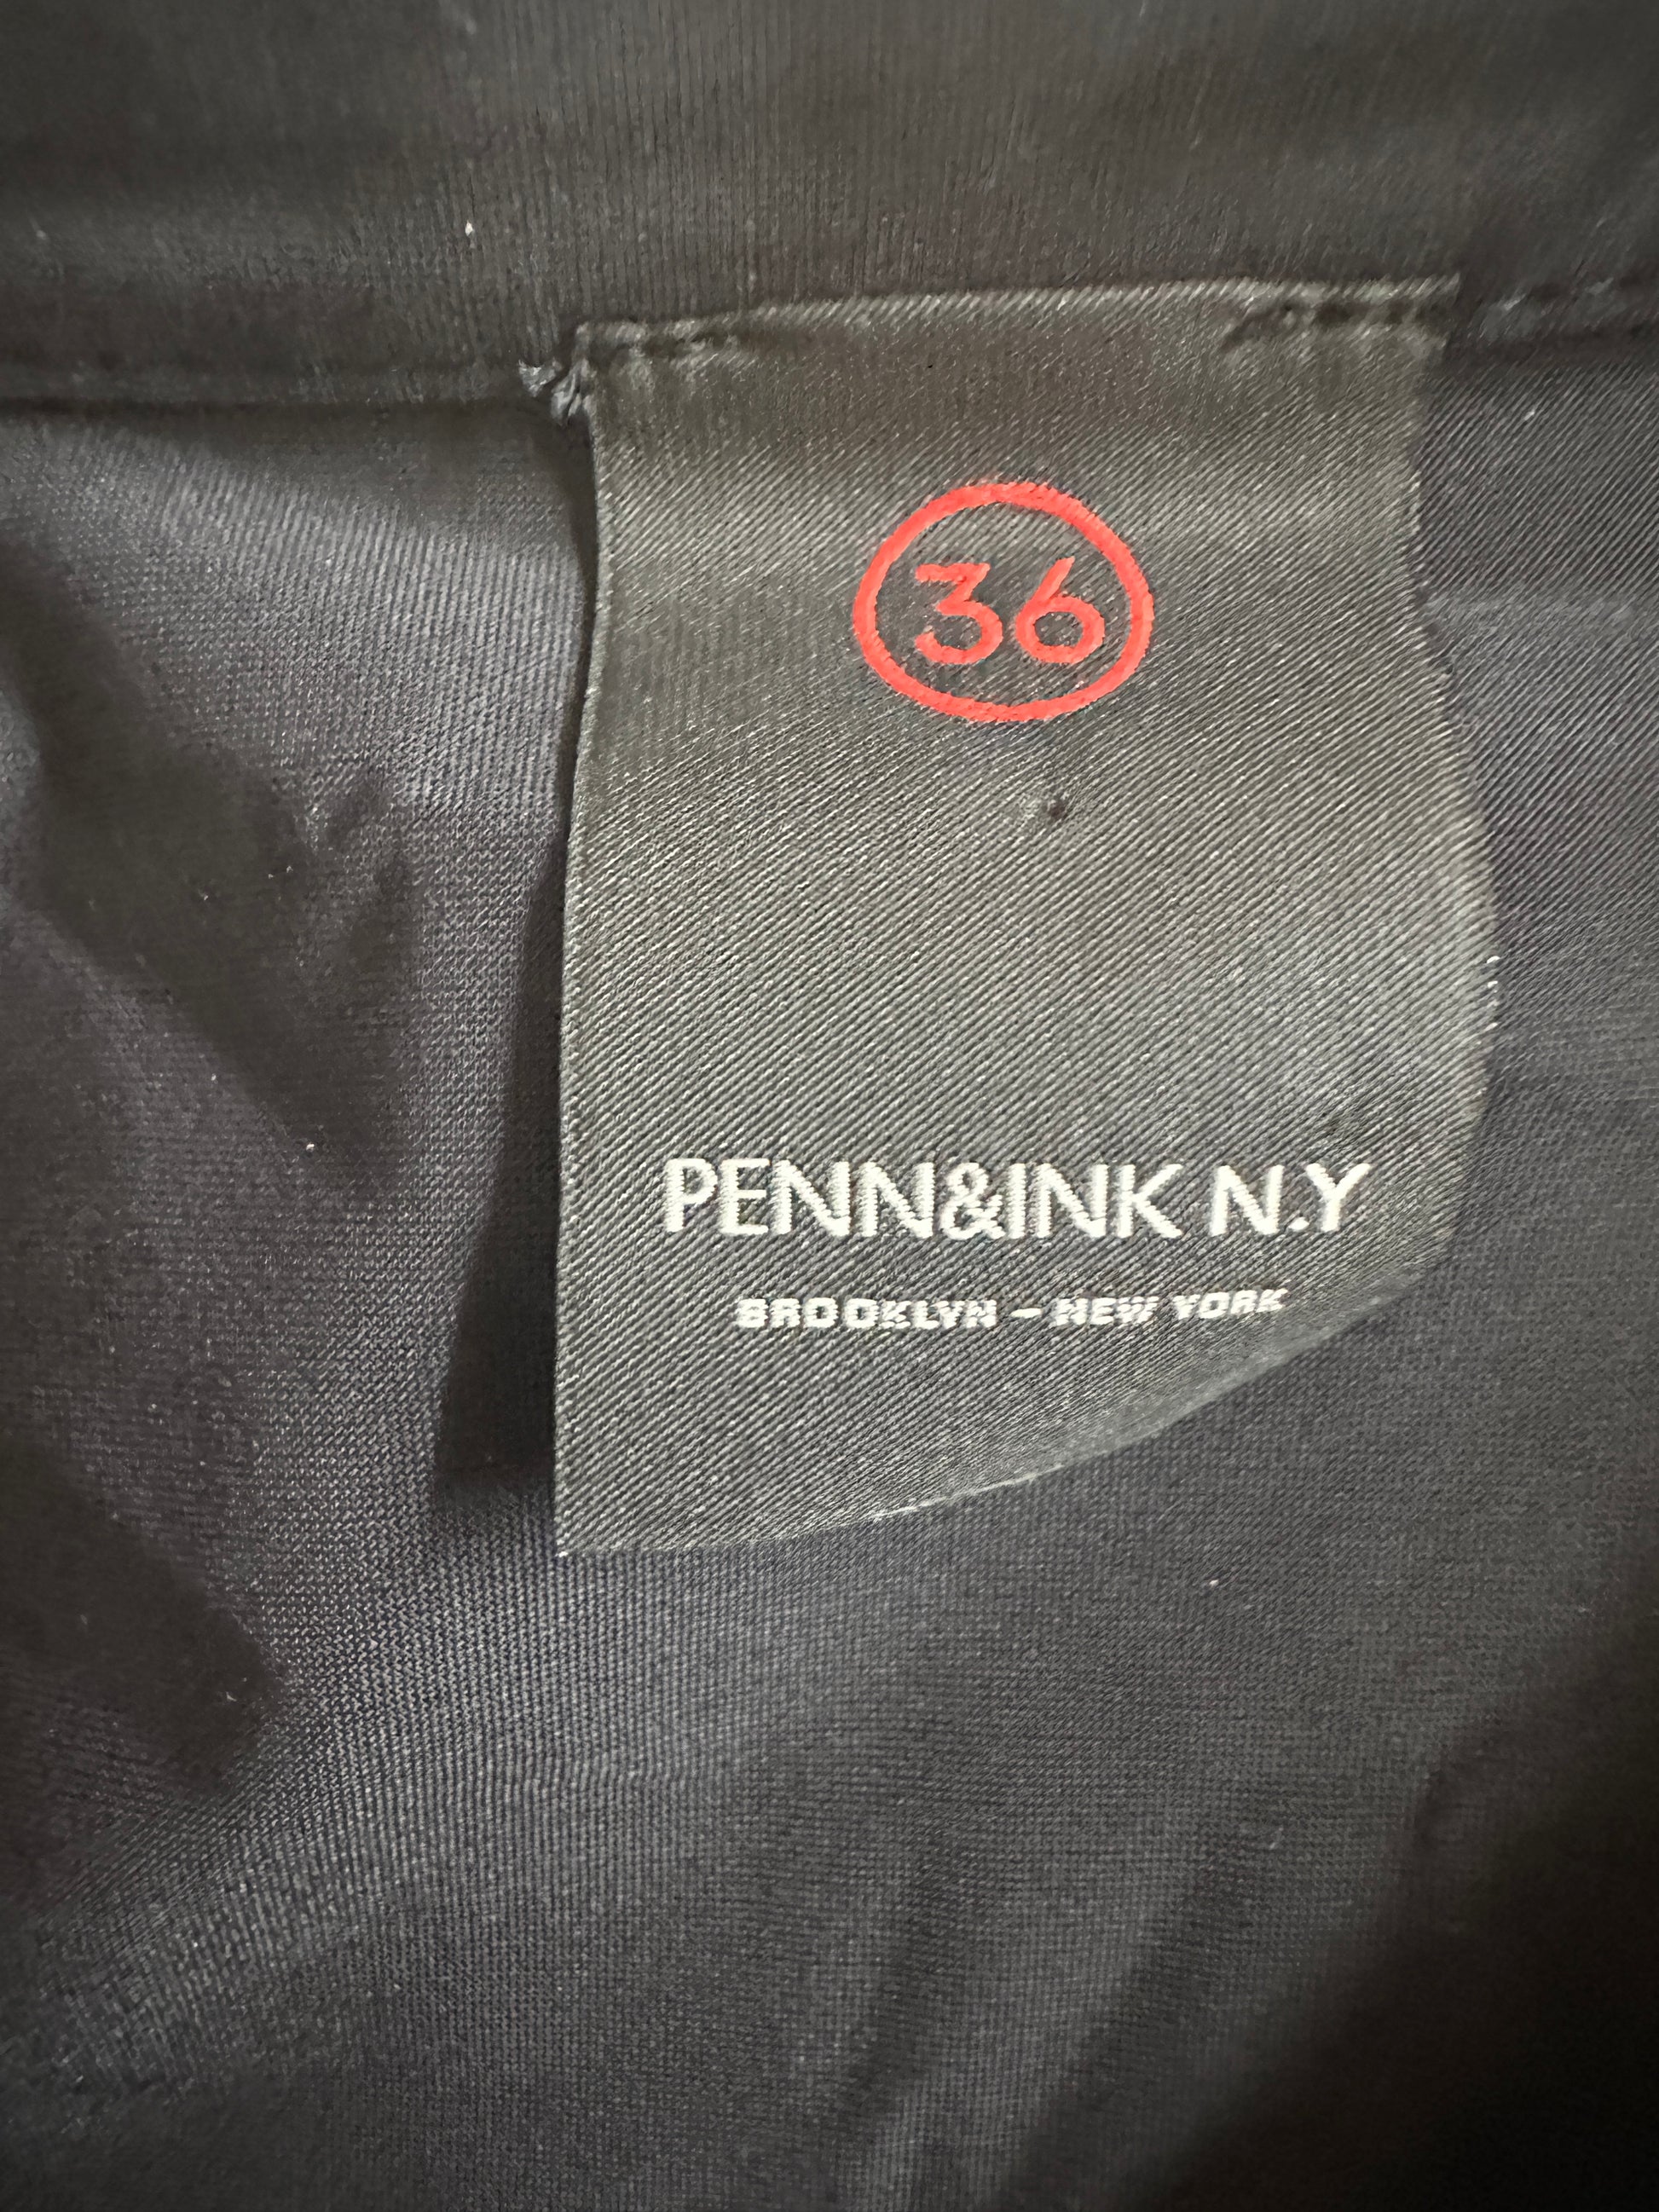 36
PENN&INK N.Y
BROOKLYN – NEW YORK